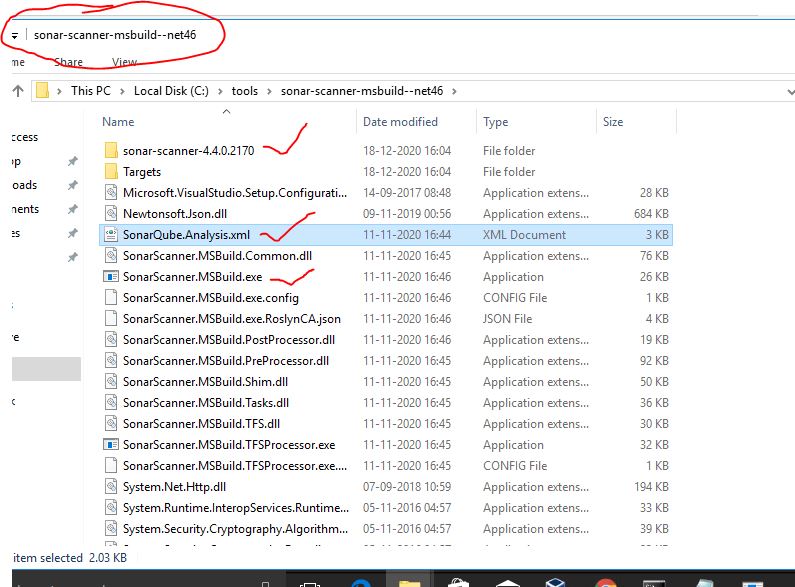 sonar-scanner-msbuild--net46
me Share View
This PC > Local Disk (C:) > tools > sonar-scanner-msbuild--net46 >
Name Date modified Type Size
sonar-scanner-4.4.0.2170 18-12-2020 16:04 File folder
Targets 18-12-2020 16:04 File folder
Microsoft.VisualStudio.Setup.Configurati... 14-09-2017 08:48 Application extens... 28 KB
Newtonsoft.Json.dll 09-11-2019 00:56 Application extens... 684 KB
SonarQube.Analysis.xml 11-11-2020 16:44 XML Document 3 KB
SonarScanner.MSBuild.Common.dll 11-11-2020 16:45 Application extens... 76 KB
SonarScanner.MSBuild.exe 11-11-2020 16:46 Application 26 KB
SonarScanner.MSBuild.exe.config 11-11-2020 16:46 CONFIG File 1 KB
SonarScanner.MSBuild.exe.RoslynCA.json 11-11-2020 16:46 JSON File 4 KB
SonarScanner.MSBuild.PostProcessor.dll 11-11-2020 16:46 Application extens... 19 KB
SonarScanner.MSBuild.PreProcessor.dll 11-11-2020 16:45 Application extens... 92 KB
SonarScanner.MSBuild.Shim.dll 11-11-2020 16:45 Application extens... 50 KB
SonarScanner.MSBuild.Tasks.dll 11-11-2020 16:45 Application extens... 36 KB
SonarScanner.MSBuild.TFS.dll 11-11-2020 16:45 Application extens... 30 KB
SonarScanner.MSBuild.TFSProcessor.exe 11-11-2020 16:45 Application 32 KB
SonarScanner.MSBuild.TFSProcessor.exe.... 11-11-2020 16:45 CONFIG File 1 KB
System.Net.Http.dll 07-09-2018 10:59 Application extens... 194 KB
System.Runtime.InteropServices.Runtime... 05-11-2016 04:57 Application extens... 33 KB
System.Security.Cryptography.Algorithm... 05-11-2016 04:57 Application extens... 39 KB
ccess
op
oads
ments
es
ve
item selected 2.03 KB